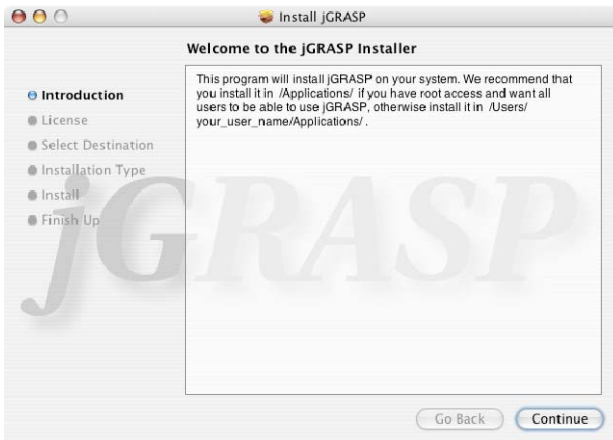 Install jGRASP
Welcome to the jGRASP Installer
Introduction
License
Select Destination
Installation Type
Install
Finish Up
This program will install jGRASP on your system. We recommend that
you install it in /Applications/ if you have root access and want all
users to be able to use jGRASP, otherwise install it in /Users/
your_user_name/Applications/ .
jGRASP
Go Back
Continue